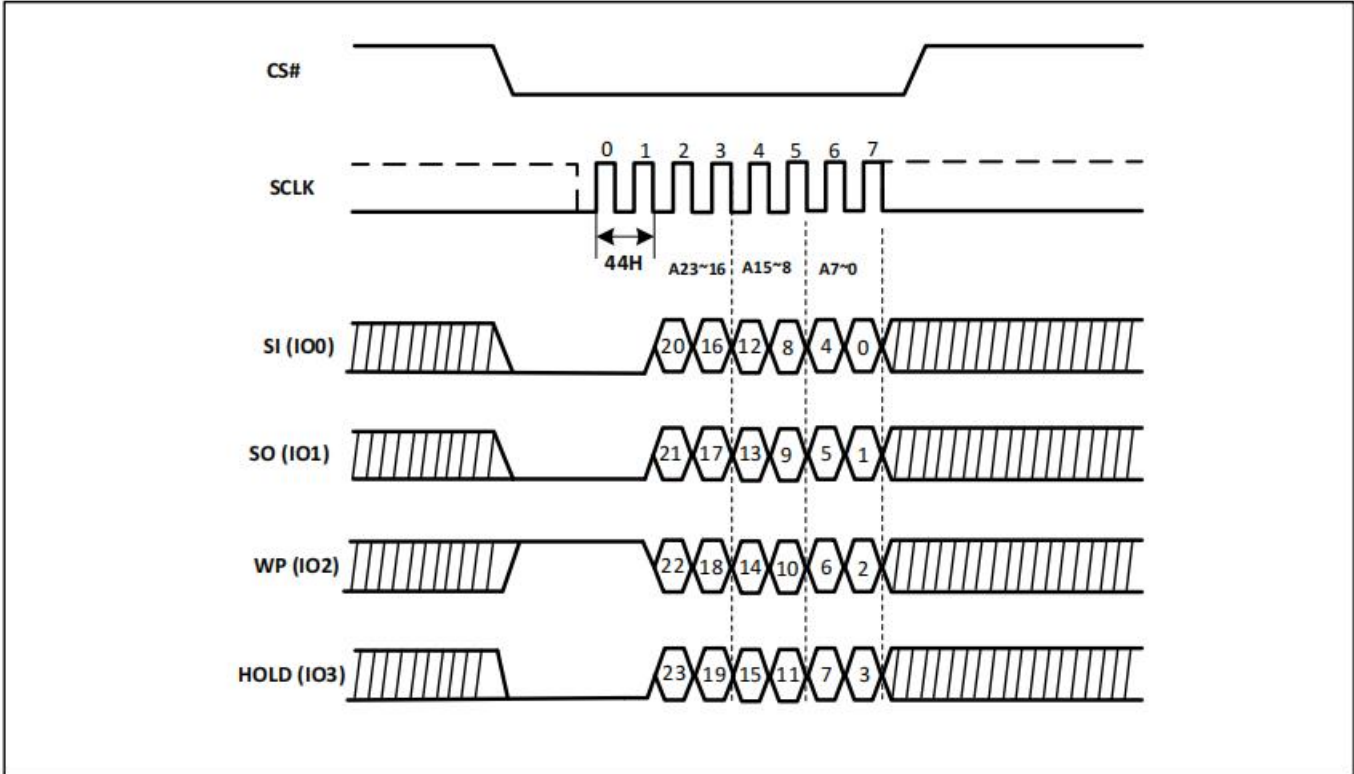 CS#
0 1 2 3 4 5 6 7
SCLK
44H A23~16 A15~8 A7~0
SI (IO0) 20 16 12 8 4 0
SO (IO1) 21 17 13 9 5 1
WP (IO2) 22 18 14 10 6 2
HOLD (IO3) 23 19 15 11 7 3